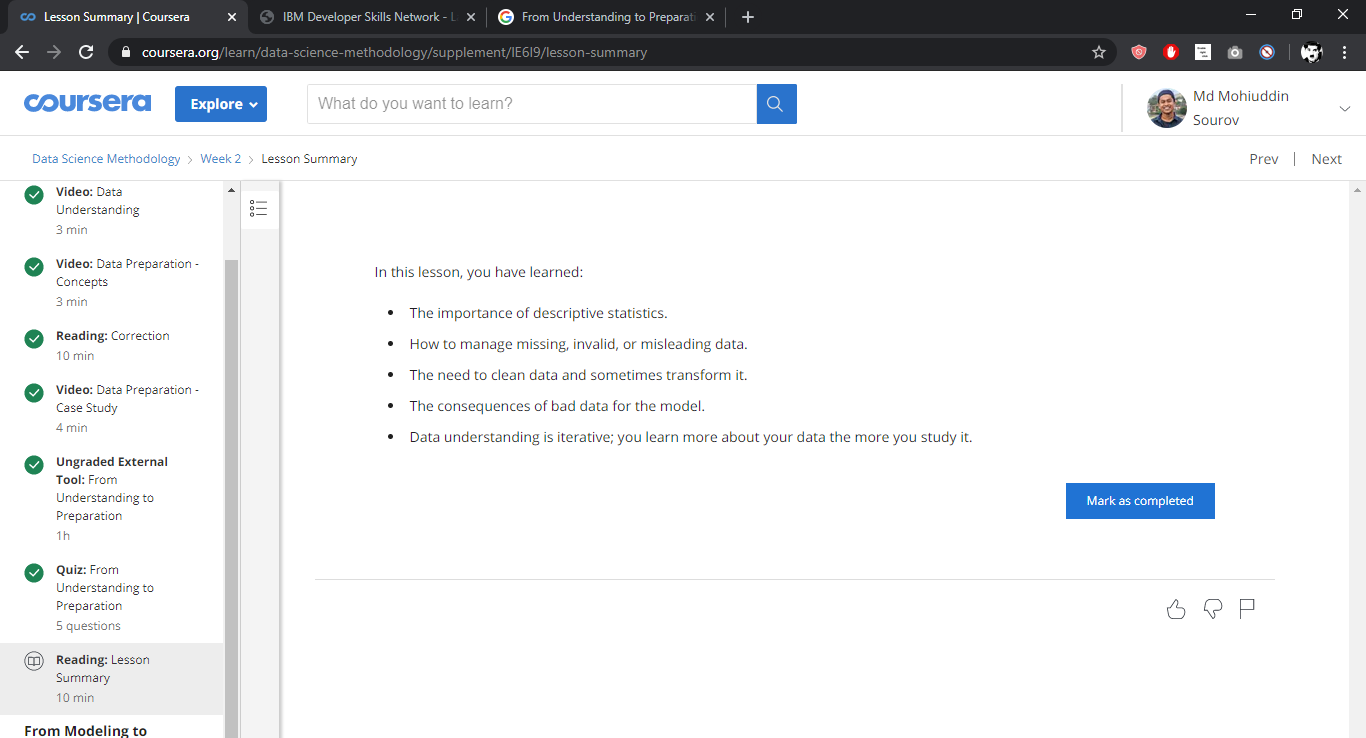 Lesson Summary | Coursera
IBM Developer Skills Network - L
From Understanding to Preparati
coursera.org/learn/data-science-methodology/supplement/IE6I9/lesson-summary
coursera
Explore
What do you want to learn?
Md Mohiuddin
Sourov
Data Science Methodology > Week 2 > Lesson Summary
Prev | Next
Video: Data
Understanding
3 min
Video: Data Preparation -
Concepts
3 min
Reading: Correction
10 min
Video: Data Preparation -
Case Study
4 min
Ungraded External
Tool: From
Understanding to
Preparation
1h
Quiz: From
Understanding to
Preparation
5 questions
Reading: Lesson
Summary
10 min
From Modeling to
In this lesson, you have learned:
• The importance of descriptive statistics.
• How to manage missing, invalid, or misleading data.
• The need to clean data and sometimes transform it.
• The consequences of bad data for the model.
• Data understanding is iterative; you learn more about your data the more you study it.
Mark as completed